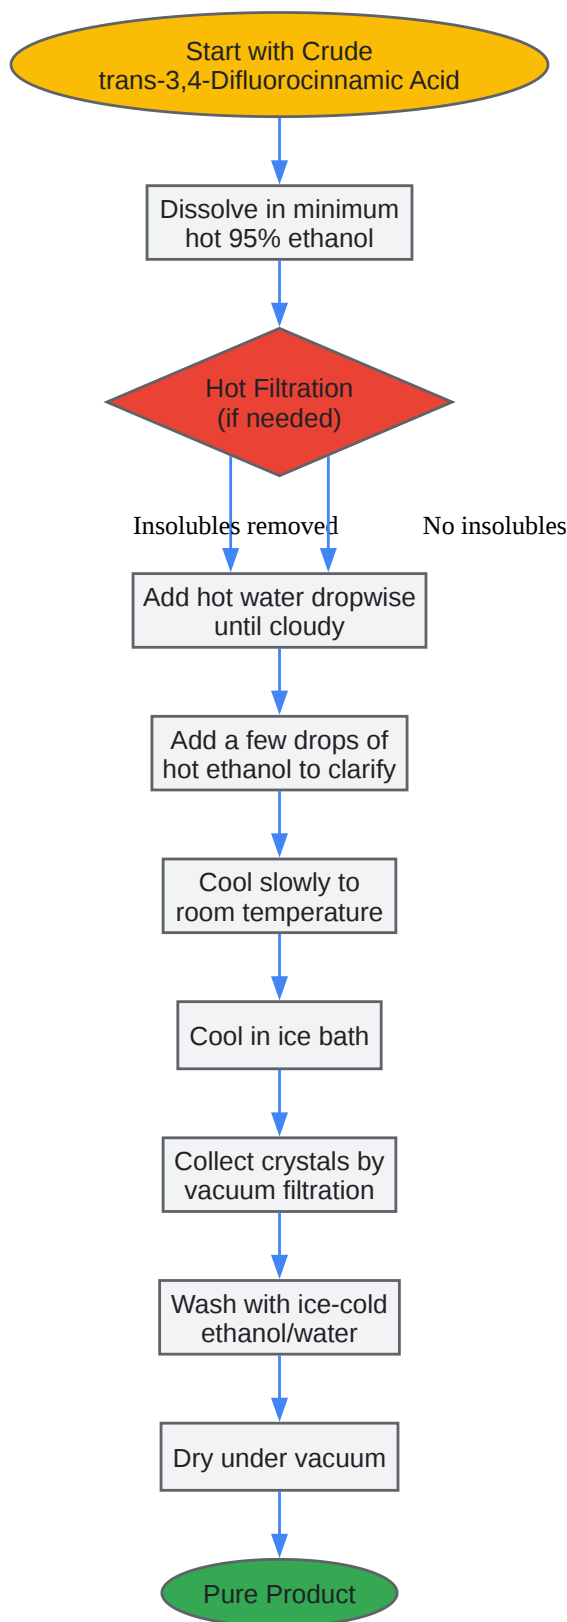 Start with Crude
trans-3,4-Difluorocinnamic Acid
Dissolve in minimum
hot 95% ethanol
Hot Filtration
(if needed)
Insolubles removed
No insolubles
Add hot water dropwise
until cloudy
Add a few drops of
hot ethanol to clarify
Cool slowly to
room temperature
Cool in ice bath
Collect crystals by
vacuum filtration
Wash with ice-cold
ethanol/water
Dry under vacuum
Pure Product